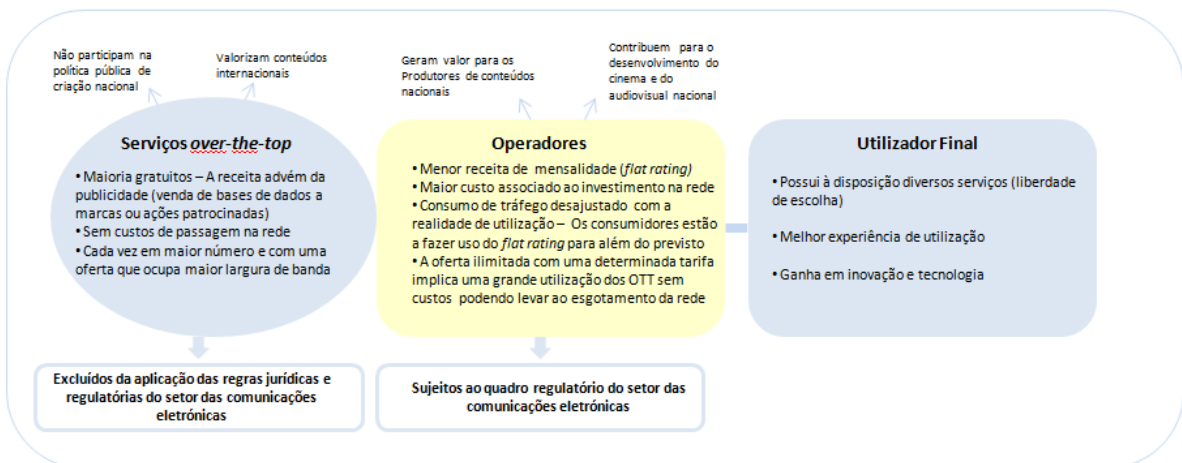 Não participam na
política pública de
criação nacional
Valorizam conteúdos
internacionais
Geram valor para os
Produtores de conteúdos
nacionais
Contribuem para o
desenvolvimento do
cinema e do
audiovisual nacional
Serviços over-the-top
• Maioria gratuitos – A receita advém da
publicidade (venda de bases de dados a
marcas ou ações patrocinadas)
• Sem custos de passagem na rede
• Cada vez em maior número e com uma
oferta que ocupa maior largura de banda
Operadores
• Menor receita de mensalidade (flat rating)
• Maior custo associado ao investimento na rede
• Consumo de tráfego desajustado com a
realidade de utilização – Os consumidores estão
a fazer uso do flat rating para além do previsto
• A oferta ilimitada com uma determinada tarifa
implica uma grande utilização dos OTT sem
custos podendo levar ao esgotamento da rede
Utilizador Final
• Possui à disposição diversos serviços (liberdade
de escolha)
• Melhor experiência de utilização
• Ganha em inovação e tecnologia
Excluídos da aplicação das regras jurídicas e
regulatórias do setor das comunicações
eletrónicas
Sujeitos ao quadro regulatório do setor das
comunicações eletrónicas